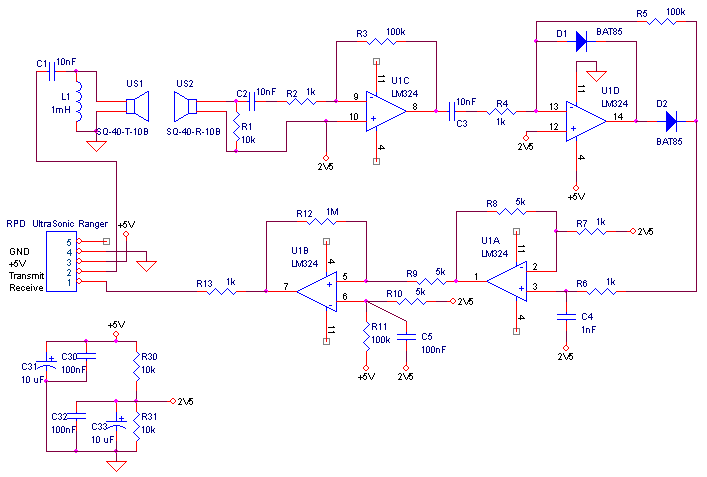 C1 10nF
L1
1mH
US1
SQ-40-T-10B
US2
SQ-40-R-10B
C2 10nF
R1
10k
R2 1k
R3 100k
U1C
LM324
11
9
10
8
4
2V5
10nF
C3
R4
1k
R5 100k
D1 BAT85
U1D
LM324
11
13
12
14
4
2V5
+5V
D2
BAT85
RPD UltraSonic Ranger
GND
+5V
Transmit
Receive
5
4
3
2
1
+5V
R13 1k
R12 1M
U1B
LM324
4
5
6
7
11
R9 5k
R10 5k
2V5
R11
100k
+5V
C5
100nF
2V5
R8 5k
R7 1k
2V5
U1A
LM324
11
2
3
1
4
R6 1k
C4
1nF
2V5
+5V
C31
10 uF
C30
100nF
R30
10k
2V5
C32
100nF
C33
10 uF
R31
10k